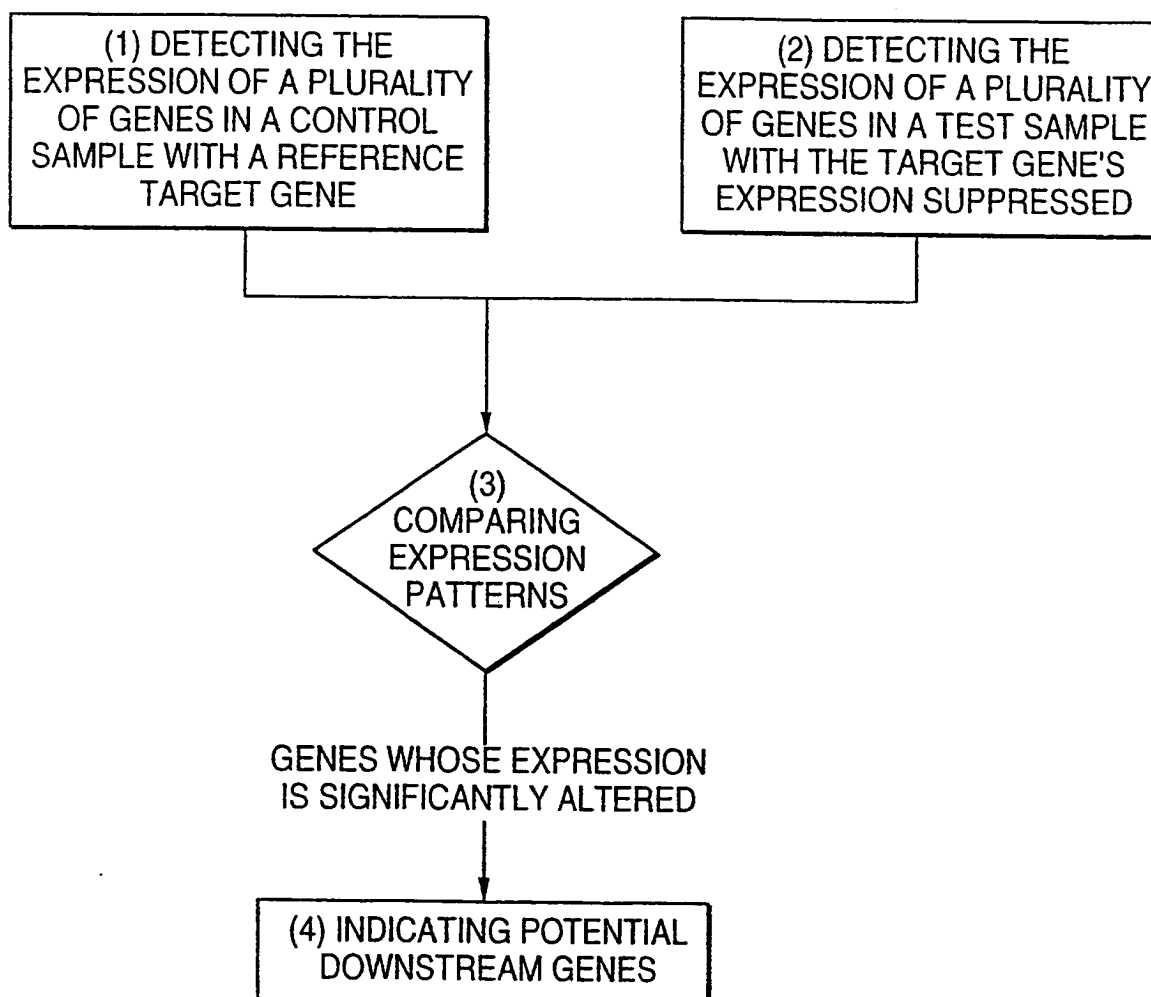 (1) DETECTING THE
EXPRESSION OF A PLURALITY
OF GENES IN A CONTROL
SAMPLE WITH A REFERENCE
TARGET GENE
(2) DETECTING THE
EXPRESSION OF A PLURALITY
OF GENES IN A TEST SAMPLE
WITH THE TARGET GENE'S
EXPRESSION SUPPRESSED
(3)
COMPARING
EXPRESSION
PATTERNS
GENES WHOSE EXPRESSION
IS SIGNIFICANTLY ALTERED
(4) INDICATING POTENTIAL
DOWNSTREAM GENES